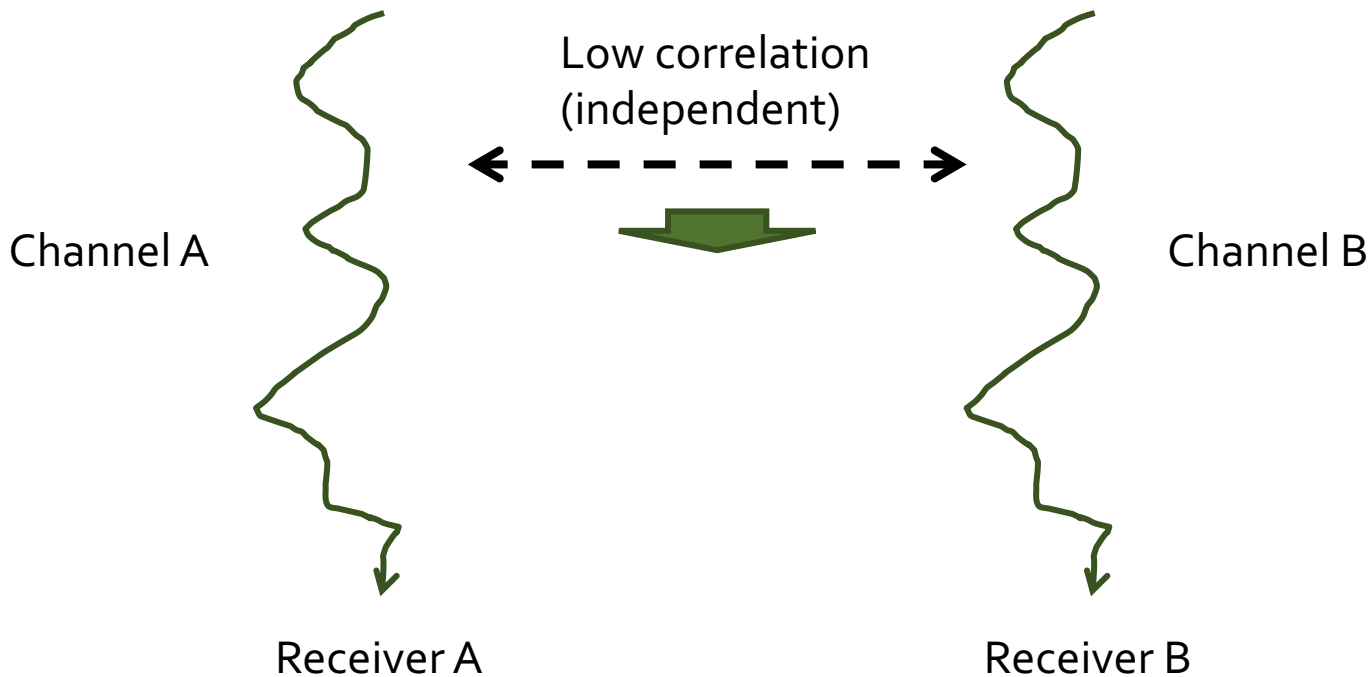 Low correlation
(independent)
Channel A
Channel B
Receiver A
Receiver B